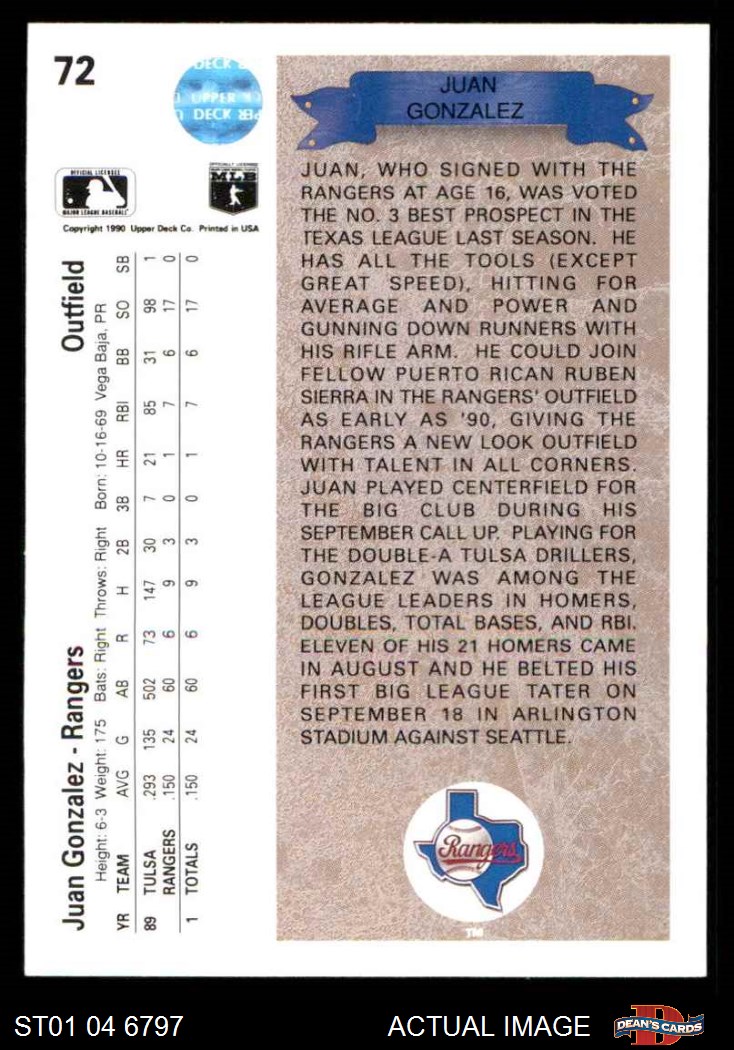 72
DECK
UPPER
DECK
OFFICIAL LICENSEE
MAJOR LEAGUE BASEBALL
MLB
Copyright 1990 Upper Deck Co. Printed in USA
Juan Gonzalez - Rangers Outfield
Height: 6-3 Weight: 175 Bats: Right Throws: Right Born: 10-16-69 Vega Baja, PR
YR TEAM AVG G AB R H 2B 3B HR RBI BB SO SB
89 TULSA .293 135 502 73 147 30 7 21 85 31 98 1
RANGERS .150 24 60 6 9 3 0 1 7 6 17 0
1 TOTALS .150 24 60 6 9 3 0 1 7 6 17 0
JUAN
GONZALEZ
JUAN, WHO SIGNED WITH THE
RANGERS AT AGE 16, WAS VOTED
THE NO. 3 BEST PROSPECT IN THE
TEXAS LEAGUE LAST SEASON. HE
HAS ALL THE TOOLS (EXCEPT
GREAT SPEED), HITTING FOR
AVERAGE AND POWER AND
GUNNING DOWN RUNNERS WITH
HIS RIFLE ARM. HE COULD JOIN
FELLOW PUERTO RICAN RUBEN
SIERRA IN THE RANGERS' OUTFIELD
AS EARLY AS '90, GIVING THE
RANGERS A NEW LOOK OUTFIELD
WITH TALENT IN ALL CORNERS.
JUAN PLAYED CENTERFIELD FOR
THE BIG CLUB DURING HIS
SEPTEMBER CALL UP. PLAYING FOR
THE DOUBLE-A TULSA DRILLERS,
GONZALEZ WAS AMONG THE
LEAGUE LEADERS IN HOMERS,
DOUBLES, TOTAL BASES, AND RBI.
ELEVEN OF HIS 21 HOMERS CAME
IN AUGUST AND HE BELTED HIS
FIRST BIG LEAGUE TATER ON
SEPTEMBER 18 IN ARLINGTON
STADIUM AGAINST SEATTLE.
Rangers
TM
ST01 04 6797 ACTUAL IMAGE DEAN'S CARDS